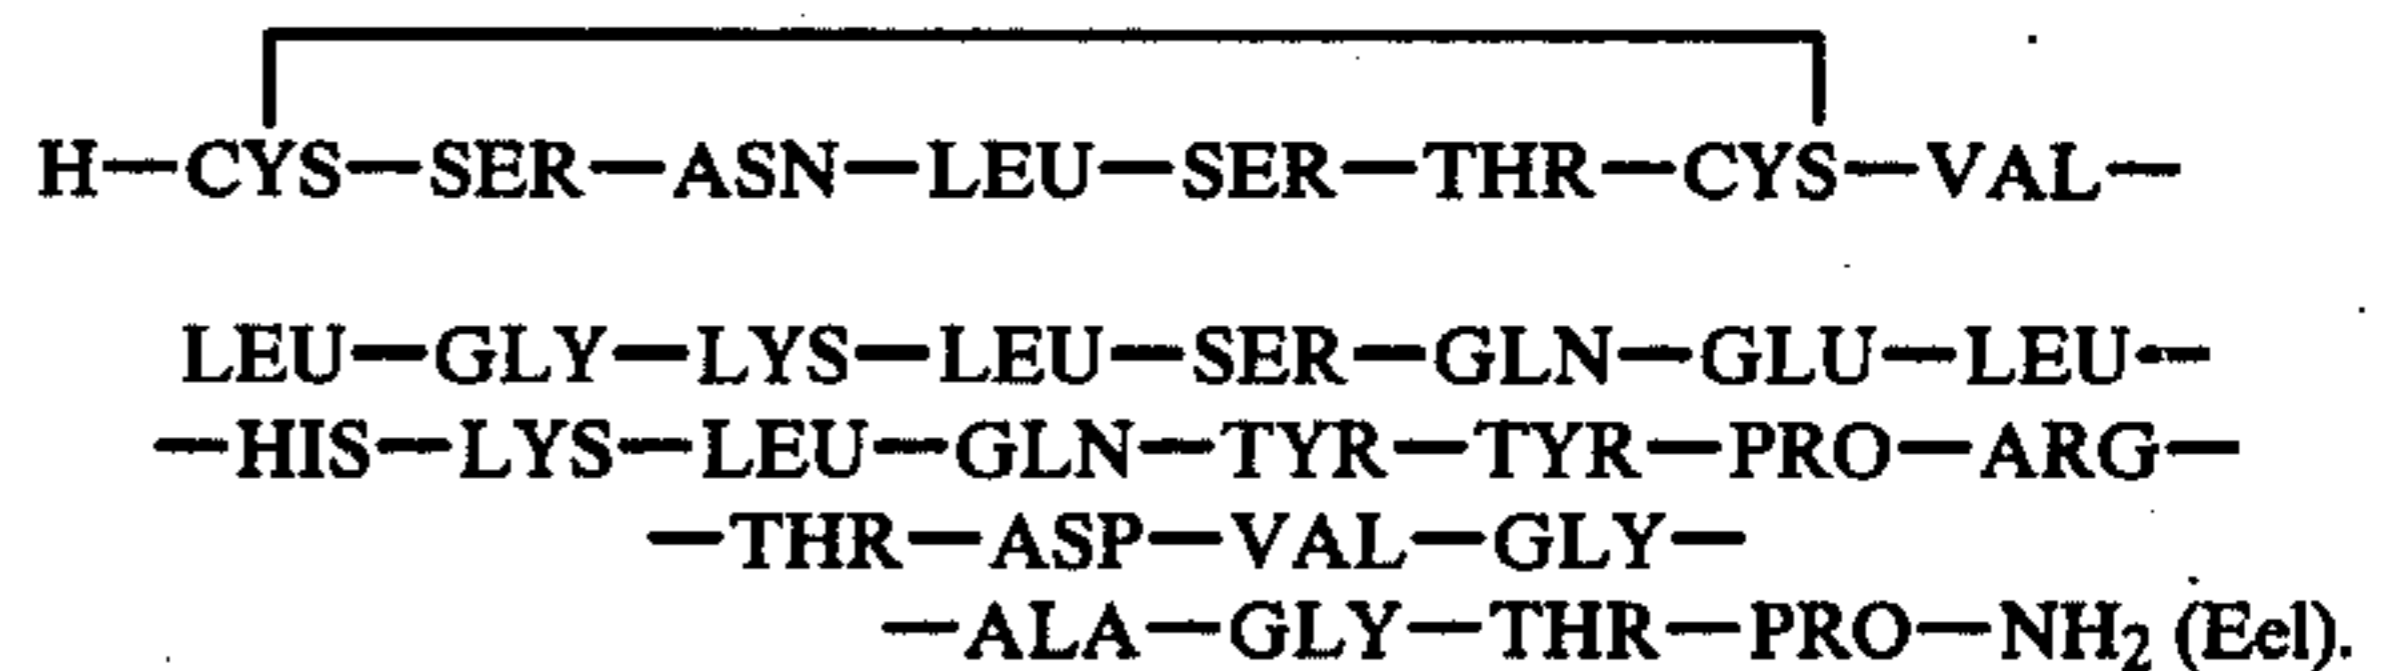 H—CYS—SER—ASN—LEU—SER—THR—CYS—VAL—
LEU—GLY—LYS—LEU—SER—GLN—GLU—LEU—
—HIS—LYS—LEU—GLN—TYR—TYR—PRO—ARG—
—THR—ASP—VAL—GLY—
—ALA—GLY—THR—PRO—NH₂ (Eel).